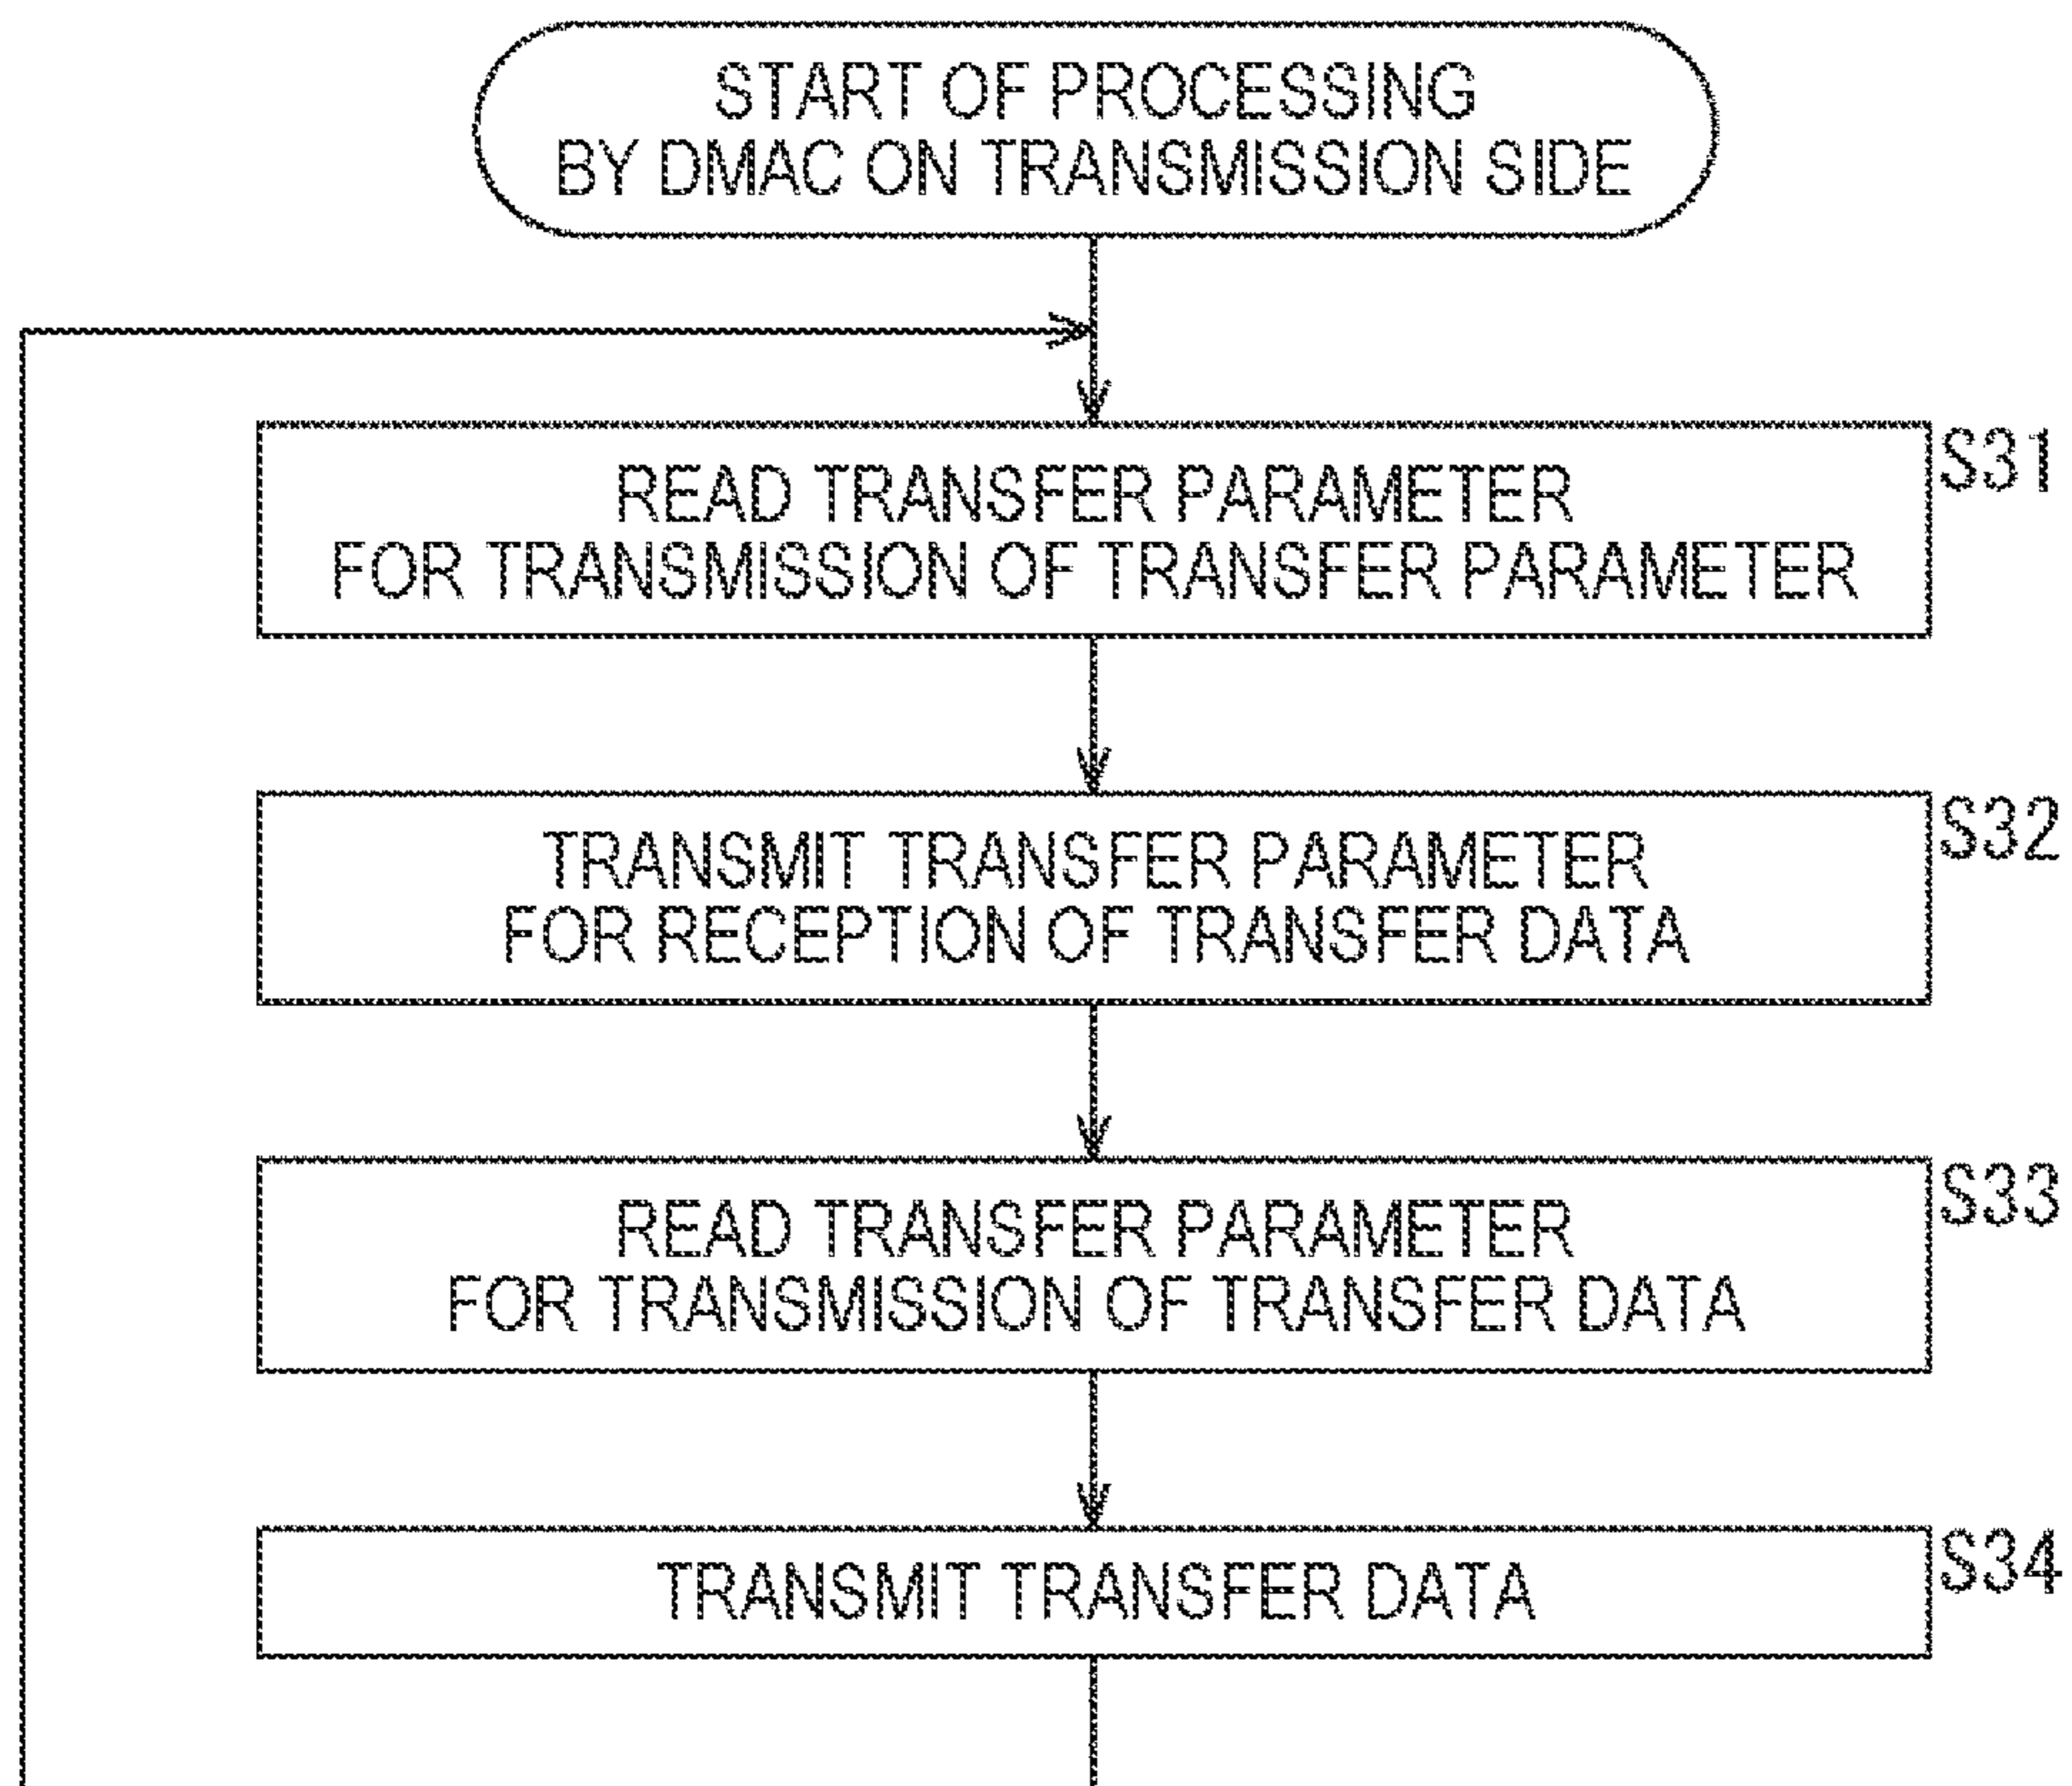 START OF PROCESSING
BY DMAC ON TRANSMISSION SIDE
S31
READ TRANSFER PARAMETER
FOR TRANSMISSION OF TRANSFER PARAMETER
S32
TRANSMIT TRANSFER PARAMETER
FOR RECEPTION OF TRANSFER DATA
S33
READ TRANSFER PARAMETER
FOR TRANSMISSION OF TRANSFER DATA
S34
TRANSMIT TRANSFER DATA